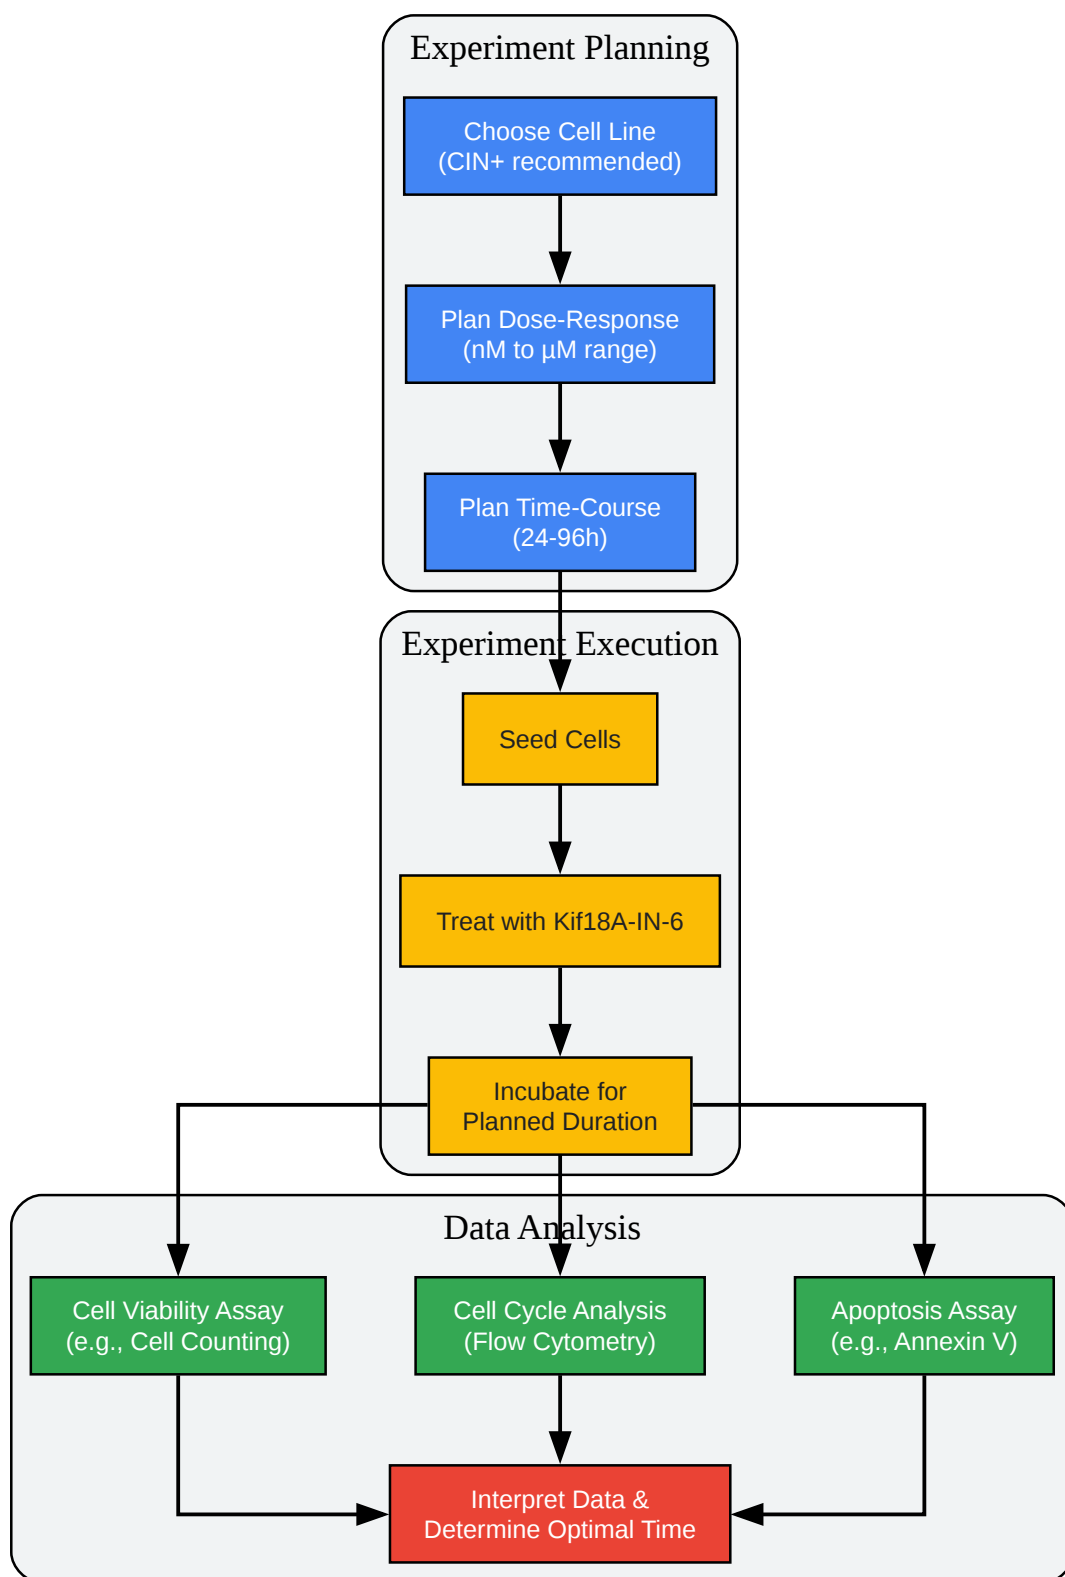 Experiment Planning
Choose Cell Line
(CIN+ recommended)
Plan Dose-Response
(nM to µM range)
Plan Time-Course
(24-96h)
Experiment Execution
Seed Cells
Treat with Kif18A-IN-6
Incubate for
Planned Duration
Data Analysis
Cell Viability Assay
(e.g., Cell Counting)
Cell Cycle Analysis
(Flow Cytometry)
Apoptosis Assay
(e.g., Annexin V)
Interpret Data &
Determine Optimal Time